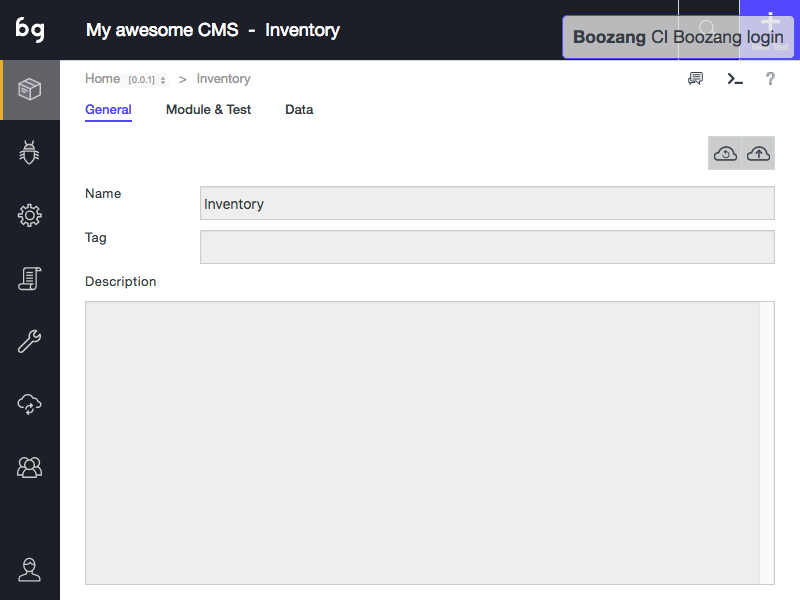 bg
My awesome CMS - Inventory
Boozang CI Boozang login
Home [0.0.1] > Inventory
General Module & Test Data
Name
Inventory
Tag
Description